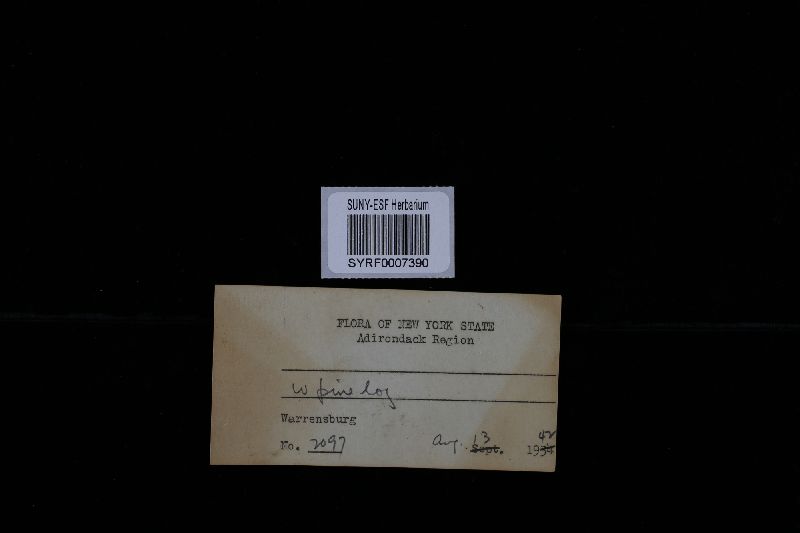 SUNY-ESF Herbarium
SYRF0007390
FLORA OF NEW YORK STATE
Adirondack Region
w pine log
Warrensburg
No. 2097 Aug. 13 Sept. 1934 42